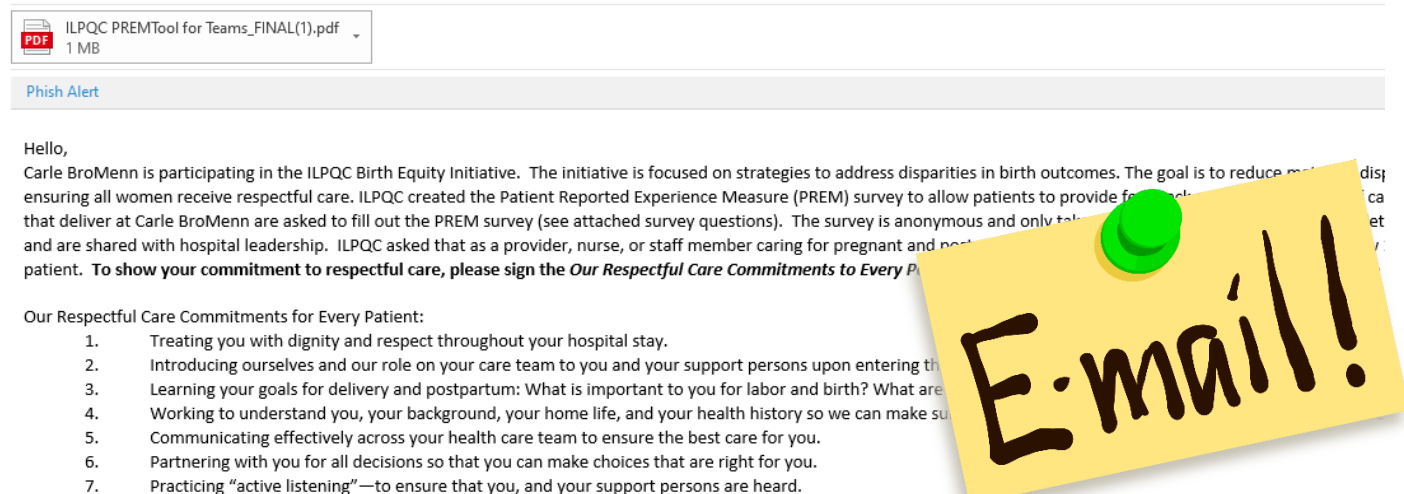 ILPQC PREMTool for Teams_FINAL(1).pdf
PDF
1 MB
Phish Alert
Hello,
Carle BroMenn is participating in the ILPQC Birth Equity Initiative.  The initiative is focused on strategies to address disparities in birth outcomes. The goal is to reduce
ensuring all women receive respectful care. ILPQC created the Patient Reported Experience Measure (PREM) survey to allow patients to provide
that deliver at Carle BroMenn are asked to fill out the PREM survey (see attached survey questions).  The survey is anonymous and only
and are shared with hospital leadership.  ILPQC asked that as a provider, nurse, or staff member caring for pregnant and
patient.  To show your commitment to respectful care, please sign the Our Respectful Care Commitments to Every
Our Respectful Care Commitments for Every Patient:
1. Treating you with dignity and respect throughout your hospital stay.
2. Introducing ourselves and our role on your care team to you and your support persons upon entering
3. Learning your goals for delivery and postpartum: What is important to you for labor and birth? What are
4. Working to understand you, your background, your home life, and your health history so we can make
5. Communicating effectively across your health care team to ensure the best care for you.
6. Partnering with you for all decisions so that you can make choices that are right for you.
7. Practicing “active listening”—to ensure that you, and your support persons are heard.
E-mail!